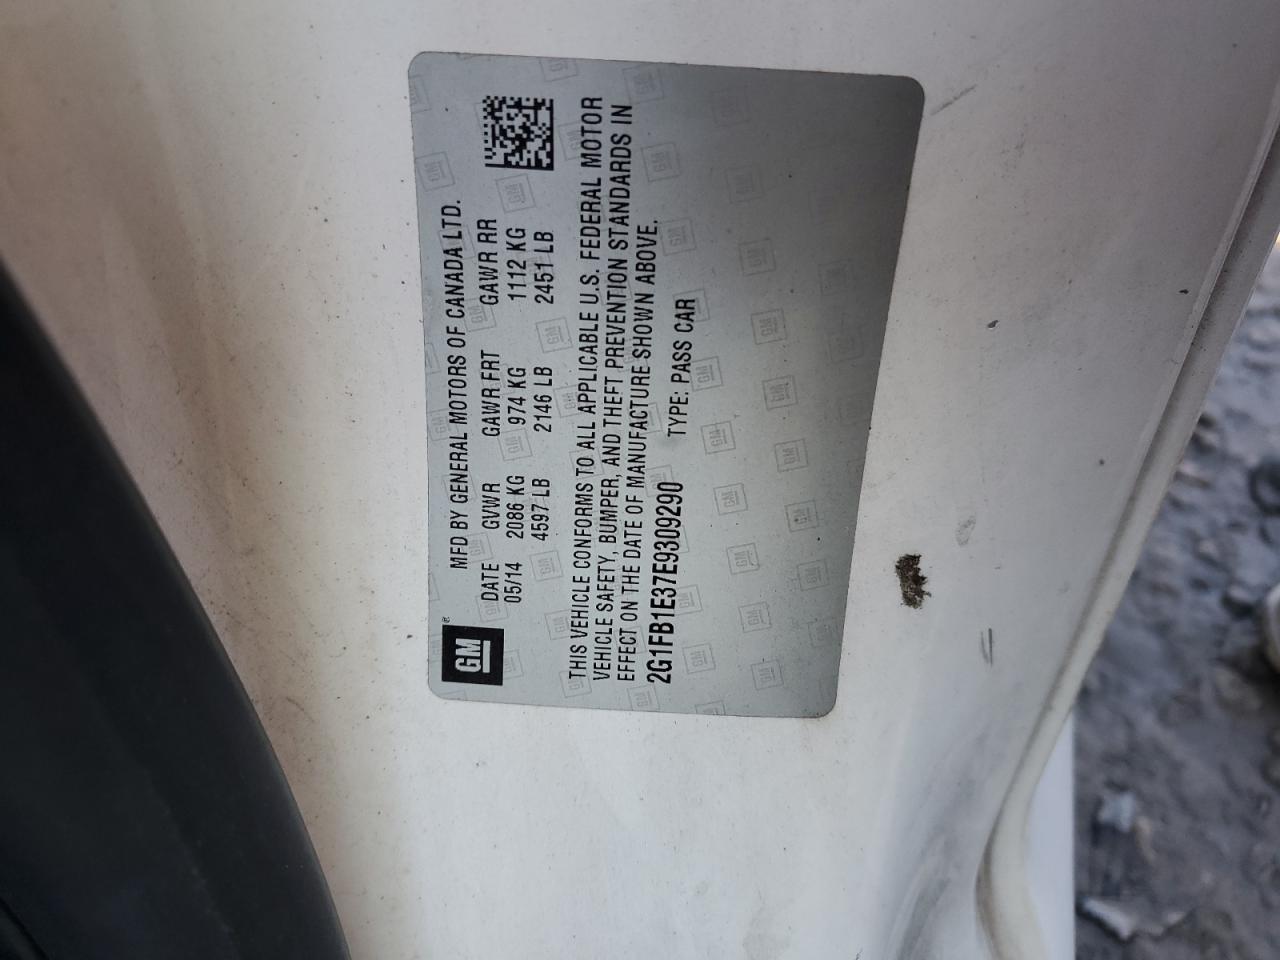 GM®
MFD BY GENERAL MOTORS OF CANADA LTD.
DATE GVWR GAWR FRT GAWR RR
05/14 2086 KG 974 KG 1112 KG
4597 LB 2146 LB 2451 LB
THIS VEHICLE CONFORMS TO ALL APPLICABLE U.S. FEDERAL MOTOR
VEHICLE SAFETY, BUMPER, AND THEFT PREVENTION STANDARDS IN
EFFECT ON THE DATE OF MANUFACTURE SHOWN ABOVE.
2G1FB1E37E9309290 TYPE: PASS CAR